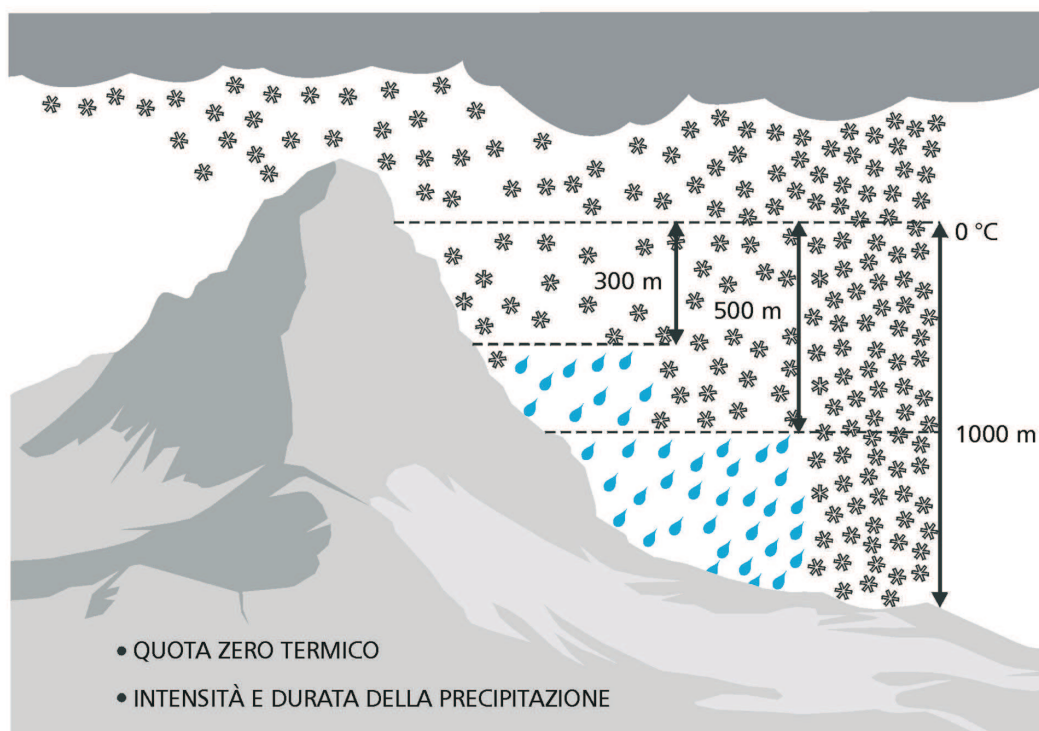 0 °C
300 m
500 m
1000 m
• QUOTA ZERO TERMICO
• INTENSITÀ E DURATA DELLA PRECIPITAZIONE